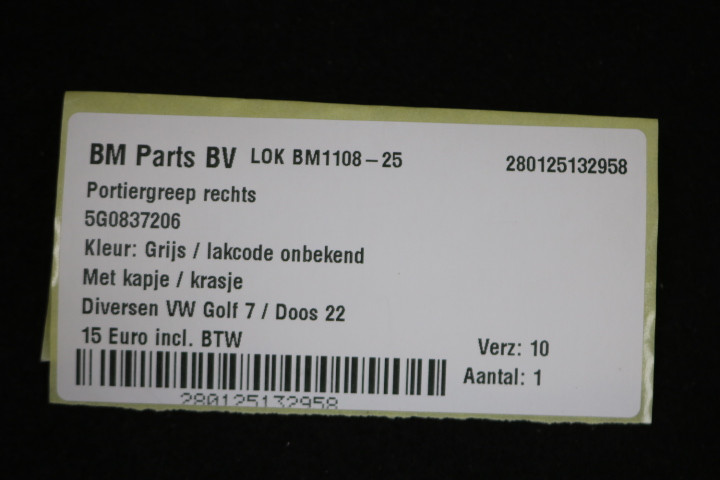 BM Parts BV LOK BM1108-25 280125132958
Portiergreep rechts
5G0837206
Kleur: Grijs / lakcode onbekend
Met kapje / krasje
Diversen VW Golf 7 / Doos 22
15 Euro incl. BTW
Verz: 10
Aantal: 1
280125132958